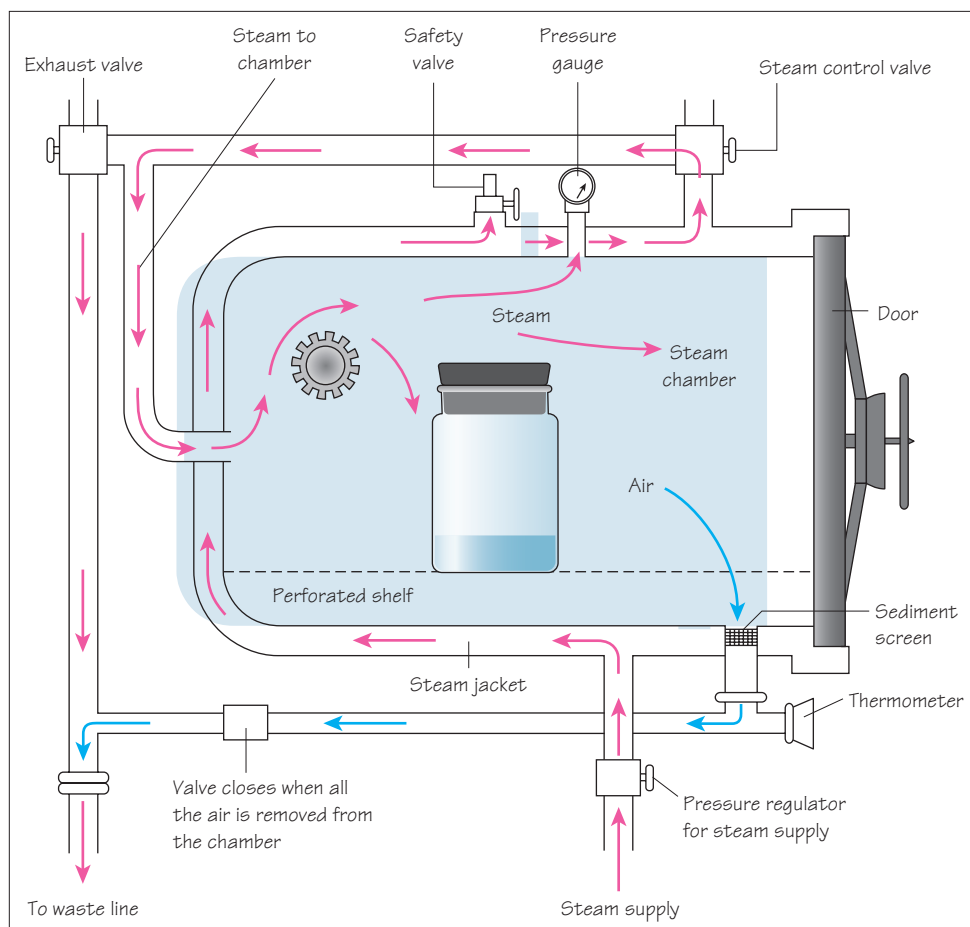 Steam to
chamber
Safety
valve
Pressure
gauge
Exhaust valve
Steam control valve
Steam
Steam
chamber
Door
Air
Perforated shelf
Sediment
screen
Steam jacket
Thermometer
Valve closes when all
the air is removed from
the chamber
Pressure regulator
for steam supply
To waste line
Steam supply